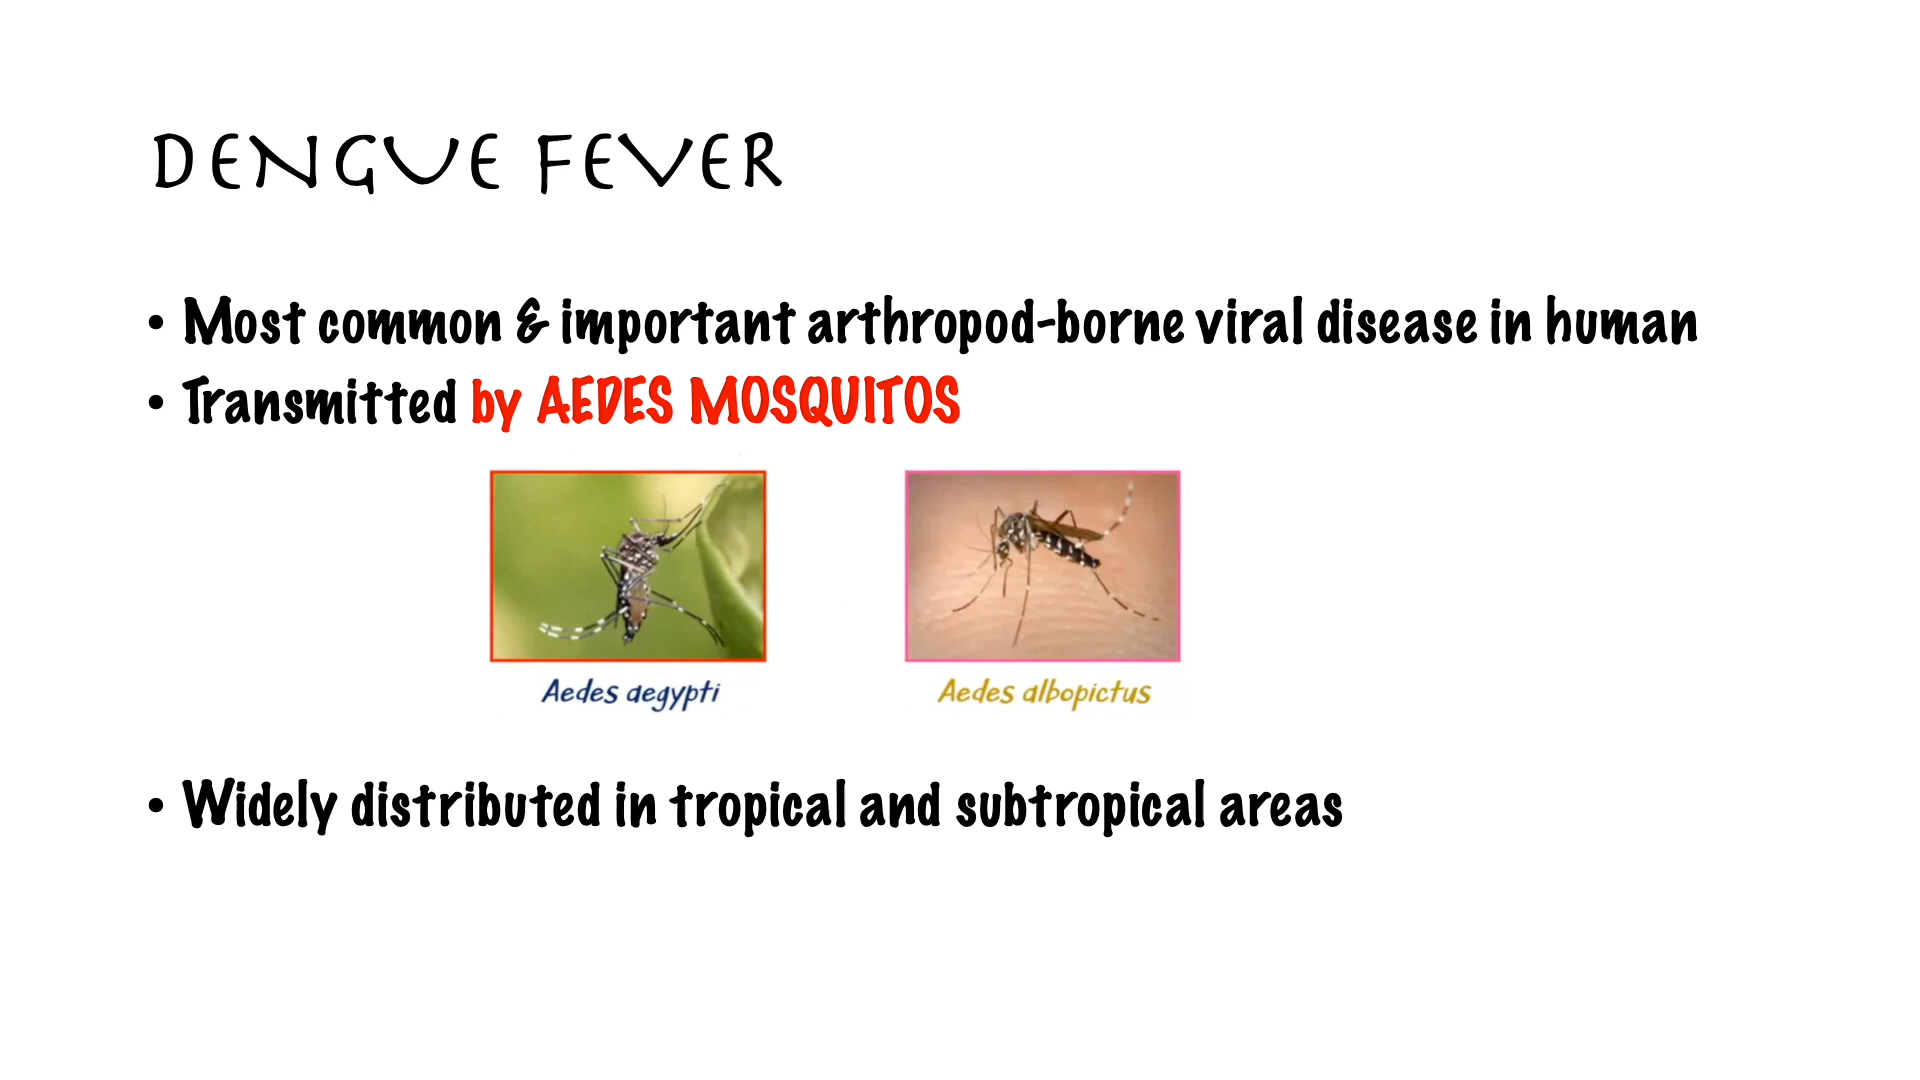 DENGUE FEVER
• Most common & important arthropod-borne viral disease in human
• Transmitted by AEDES MOSQUITOS
Aedes aegypti
Aedes albopictus
• Widely distributed in tropical and subtropical areas